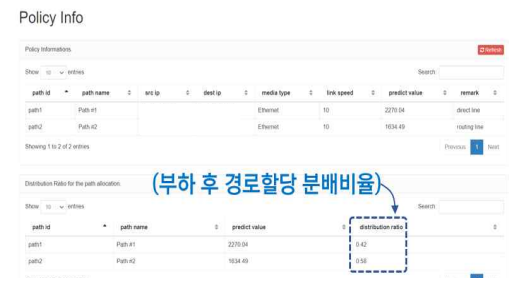 Policy Info
Policy Informations
Refresh
Show 10 entries
Search:
path id path name src ip dest ip media type link speed predict value remark
path1 Path #1 Ethernet 10 2270.04 direct line
path2 Path #2 Ethernet 10 1634.49 routing line
Showing 1 to 2 of 2 entries
Previous 1 Next
(부하 후 경로할당 분배비율)
Distribution Ratio for the path allocation
Show 10 entries
Search:
path id path name predict value distribution ratio
path1 Path #1 2270.04 0.42
path2 Path #2 1634.49 0.58